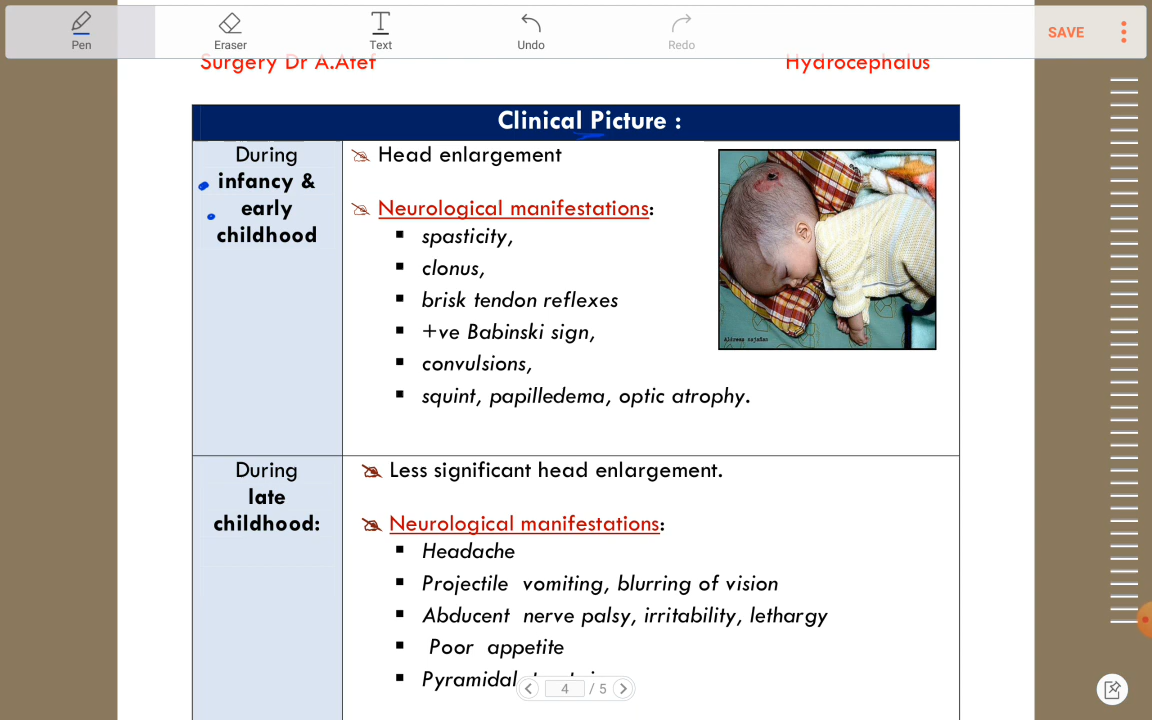 Pen
Eraser
Text
Undo
Redo
SAVE
Surgery Dr A.Atef
Hydrocephalus
Clinical Picture :
During
infancy &
early
childhood
Head enlargement
Neurological manifestations:
spasticity,
clonus,
brisk tendon reflexes
+ve Babinski sign,
convulsions,
squint, papilledema, optic atrophy.
During
late
childhood:
Less significant head enlargement.
Neurological manifestations:
Headache
Projectile vomiting, blurring of vision
Abducent nerve palsy, irritability, lethargy
Poor appetite
Pyramidal
4 / 5